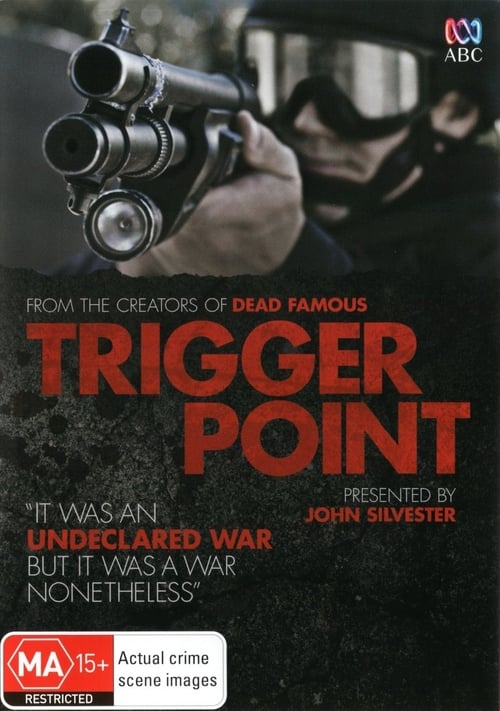 ABC
FROM THE CREATORS OF DEAD FAMOUS
TRIGGER
POINT
PRESENTED BY
JOHN SILVESTER
"IT WAS AN
UNDECLARED WAR
BUT IT WAS A WAR
NONETHELESS"
MA 15+
RESTRICTED
Actual crime
scene images